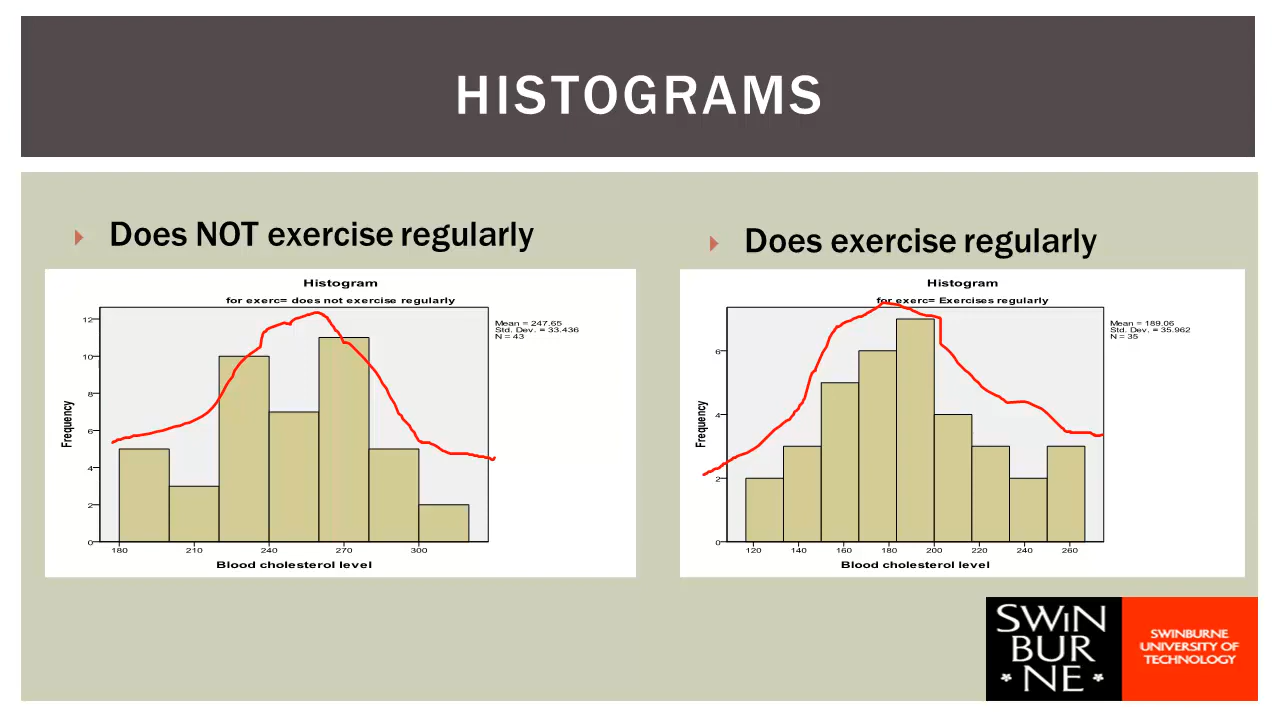 HISTOGRAMS
Does NOT exercise regularly
Histogram
for exerc= does not exercise regularly
Mean = 247.65
Std. Dev. = 33.436
N = 43
Frequency
12
10
8
6
4
2
0
180 210 240 270 300
Blood cholesterol level
Does exercise regularly
Histogram
for exerc= Exercises regularly
Mean = 189.06
Std. Dev. = 35.962
N = 35
Frequency
6
4
2
0
120 140 160 180 200 220 240 260
Blood cholesterol level
SWIN
BUR
NE
SWINBURNE
UNIVERSITY OF
TECHNOLOGY